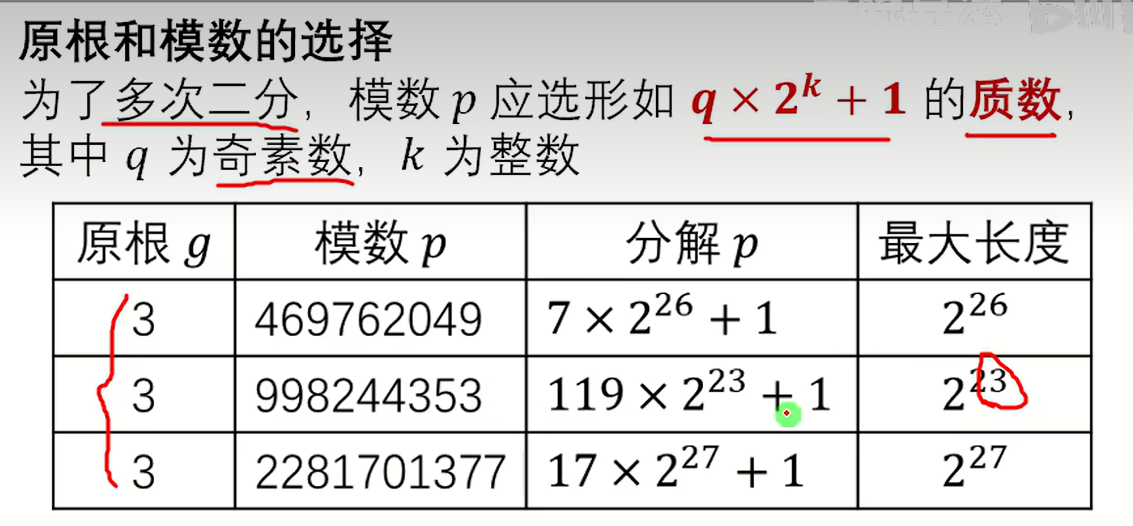 原根和模数的选择
为了多次二分，模数 p 应选形如 q × 2^k + 1 的质数，
其中 q 为奇素数，k 为整数
原根 g 模数 p 分解 p 最大长度
3 469762049 7 × 2^26 + 1 2^26
3 998244353 119 × 2^23 + 1 2^23
3 2281701377 17 × 2^27 + 1 2^27